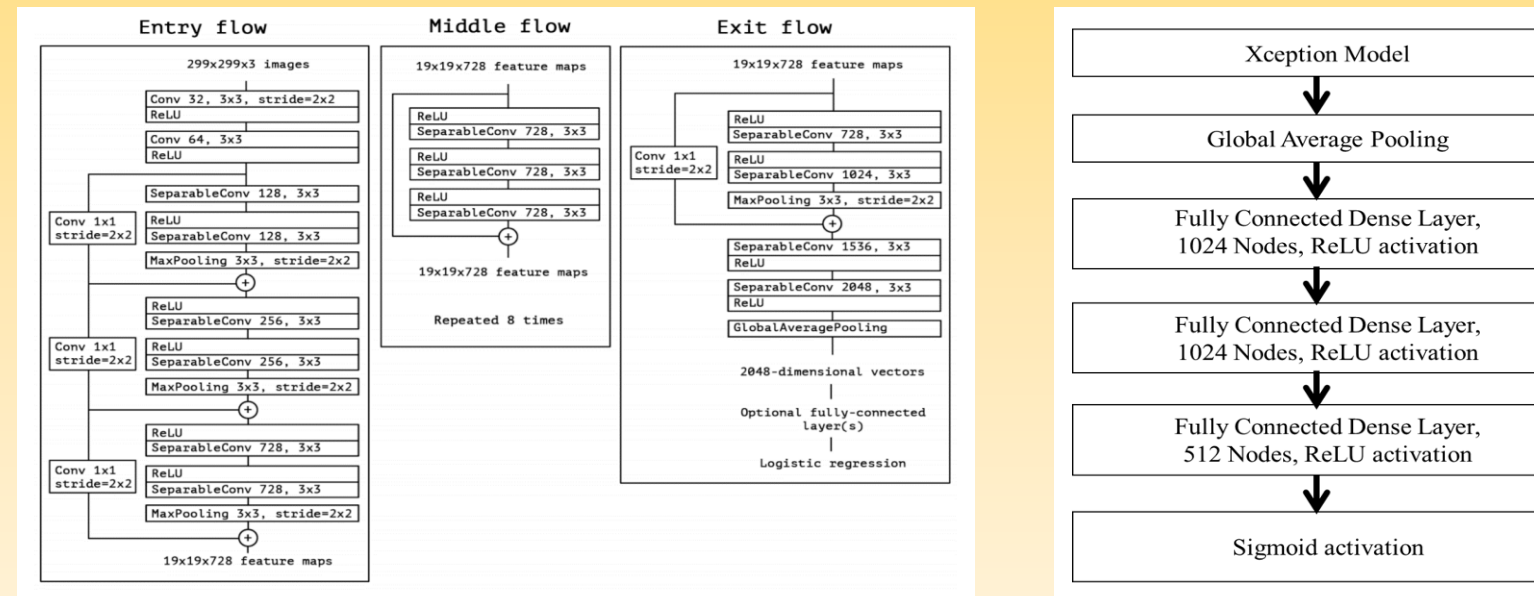 Entry flow
299x299x3 images
Conv 32, 3x3, stride=2x2
ReLU
Conv 64, 3x3
ReLU
SeparableConv 128, 3x3
Conv 1x1
stride=2x2
ReLU
SeparableConv 128, 3x3
MaxPooling 3x3, stride=2x2
+
ReLU
SeparableConv 256, 3x3
Conv 1x1
stride=2x2
ReLU
SeparableConv 256, 3x3
MaxPooling 3x3, stride=2x2
+
ReLU
SeparableConv 728, 3x3
Conv 1x1
stride=2x2
ReLU
SeparableConv 728, 3x3
MaxPooling 3x3, stride=2x2
+
19x19x728 feature maps
Middle flow
19x19x728 feature maps
ReLU
SeparableConv 728, 3x3
ReLU
SeparableConv 728, 3x3
ReLU
SeparableConv 728, 3x3
+
19x19x728 feature maps
Repeated 8 times
Exit flow
19x19x728 feature maps
ReLU
SeparableConv 728, 3x3
Conv 1x1
stride=2x2
ReLU
SeparableConv 1024, 3x3
MaxPooling 3x3, stride=2x2
+
SeparableConv 1536, 3x3
ReLU
SeparableConv 2048, 3x3
ReLU
GlobalAveragePooling
2048-dimensional vectors
Optional fully-connected
layer(s)
Logistic regression
Xception Model
Global Average Pooling
Fully Connected Dense Layer,
1024 Nodes, ReLU activation
Fully Connected Dense Layer,
1024 Nodes, ReLU activation
Fully Connected Dense Layer,
512 Nodes, ReLU activation
Sigmoid activation